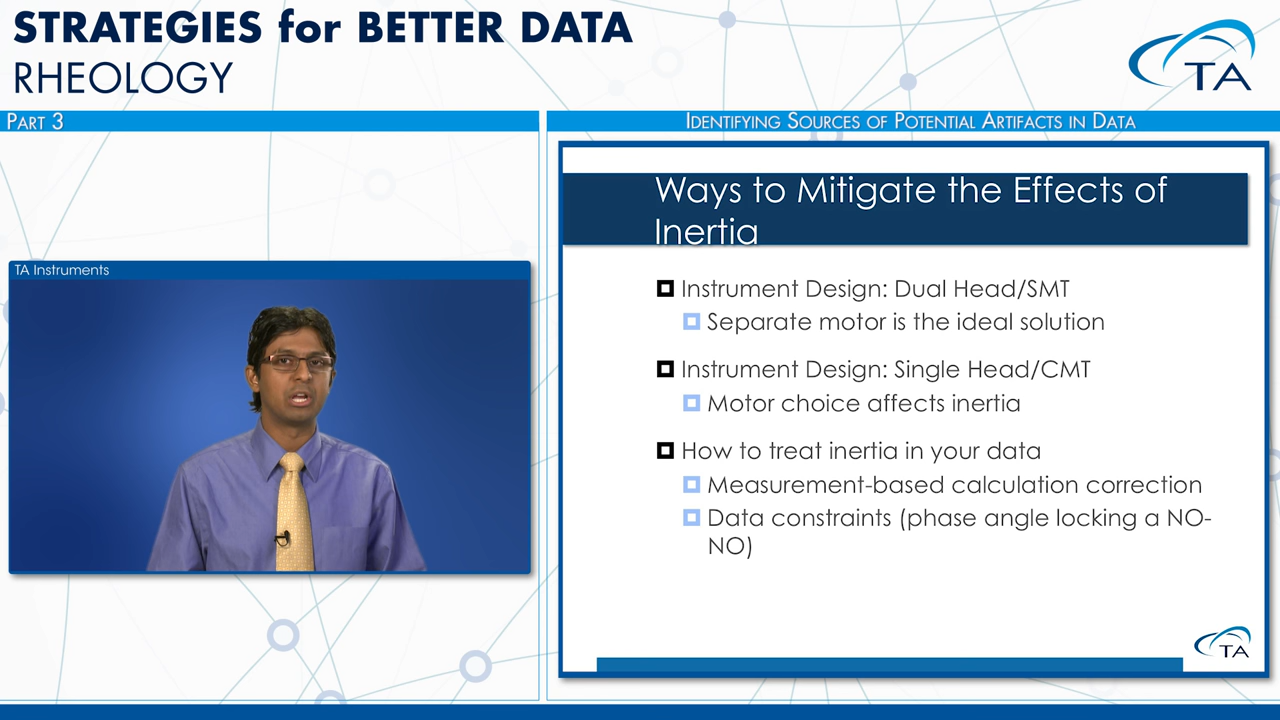 STRATEGIES for BETTER DATA
RHEOLOGY
TA
PART 3
IDENTIFYING SOURCES OF POTENTIAL ARTIFACTS IN DATA
TA Instruments
Ways to Mitigate the Effects of
Inertia
Instrument Design: Dual Head/SMT
Separate motor is the ideal solution
Instrument Design: Single Head/CMT
Motor choice affects inertia
How to treat inertia in your data
Measurement-based calculation correction
Data constraints (phase angle locking a NO-
NO)
TA